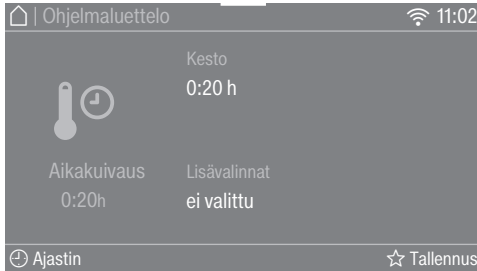 | Ohjelmaluettelo 11:02
Kesto
0:20 h
Aikakuivaus
0:20h
Lisävalinnat
ei valittu
Ajastin Tallennus